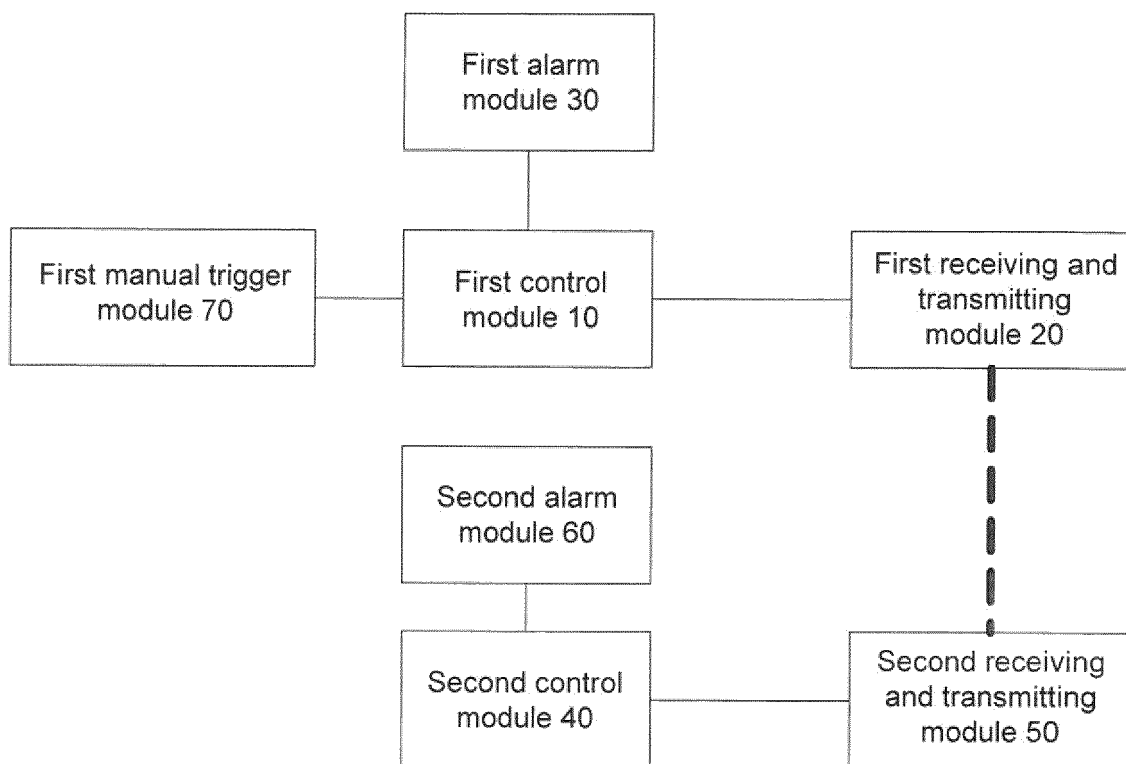 First alarm
module 30
First manual trigger
module 70
First control
module 10
First receiving and
transmitting
module 20
Second alarm
module 60
Second control
module 40
Second receiving
and transmitting
module 50